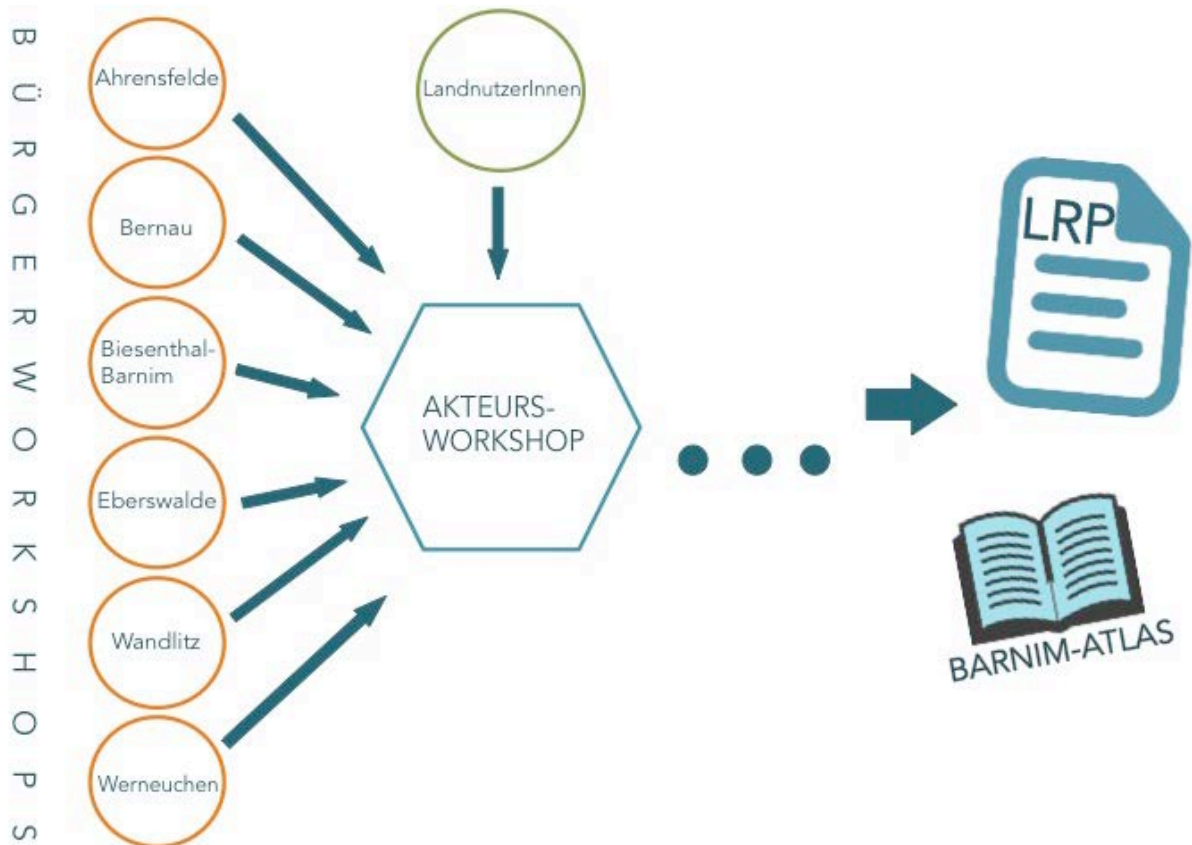 BÜRGERWORKSHOPS
Ahrensfelde
Bernau
Biesenthal-
Barnim
Eberswalde
Wandlitz
Werneuchen
LandnutzerInnen
AKTEURS-
WORKSHOP
LRP
BARNIM-ATLAS